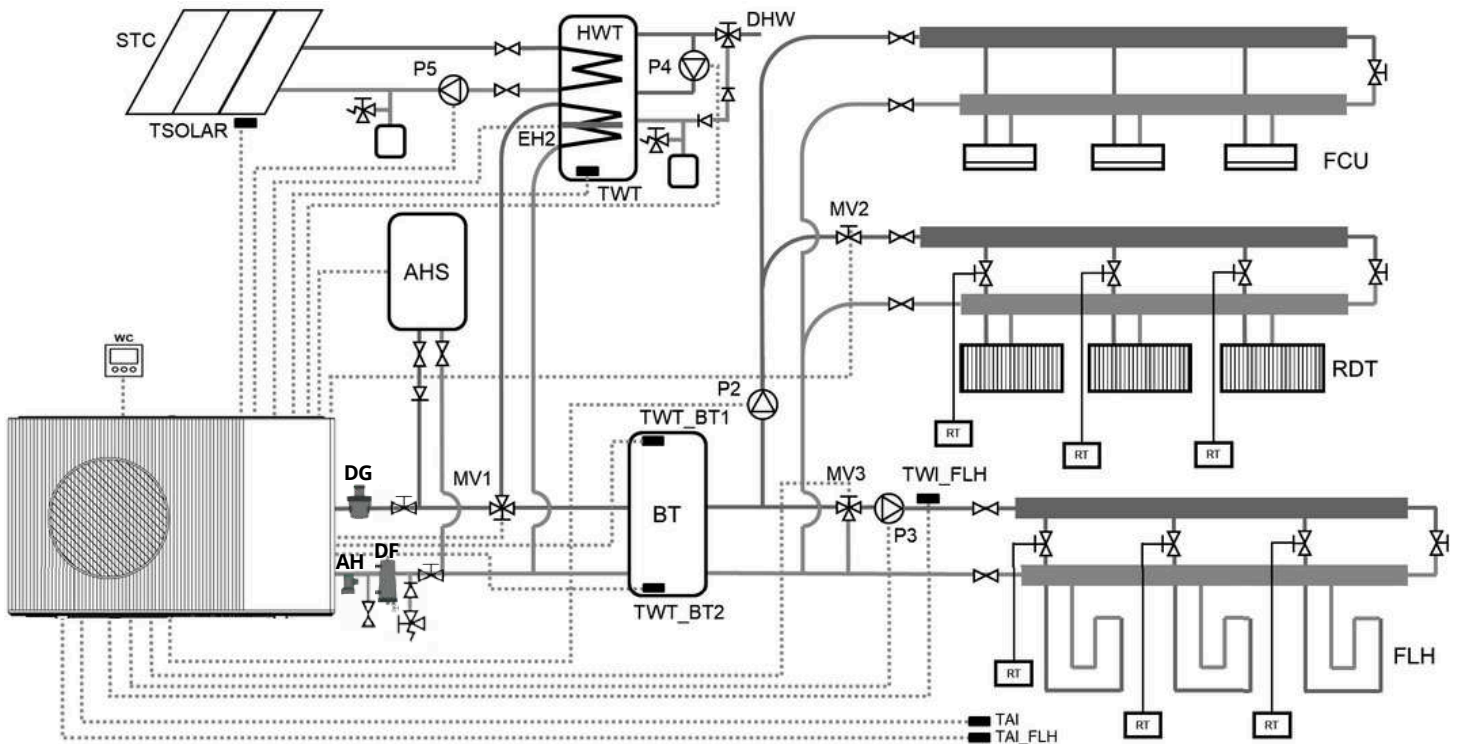 STC
HWT
DHW
P5
P4
TSOLAR
EH2
TWT
FCU
MV2
AHS
WC
RDT
P2
TWT_BT1
RT
RT
RT
DG
MV1
MV3
TWI_FLH
BT
P3
AH
DF
TWT_BT2
FLH
RT
RT
RT
TAI
TAI_FLH